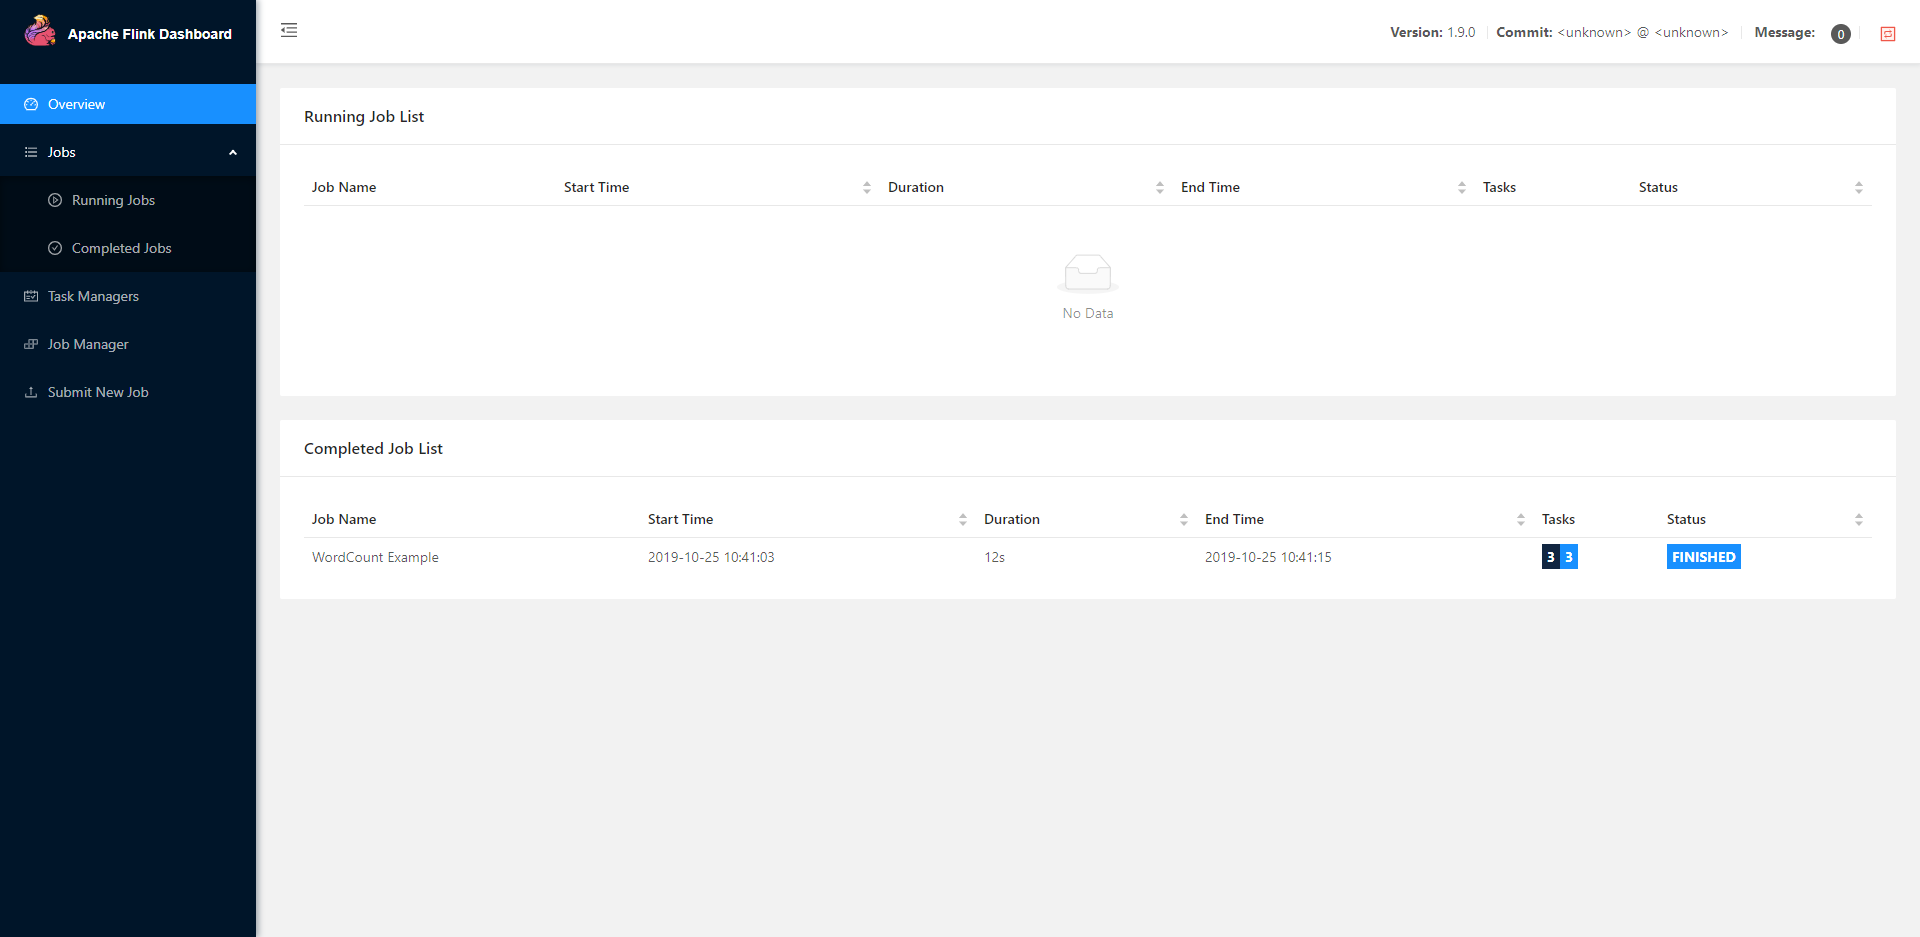 Apache Flink Dashboard
Version: 1.9.0 Commit: <unknown> @ <unknown> Message: 0
Overview
Jobs
Running Jobs
Completed Jobs
Task Managers
Job Manager
Submit New Job
Running Job List
Job Name Start Time Duration End Time Tasks Status
No Data
Completed Job List
Job Name Start Time Duration End Time Tasks Status
WordCount Example 2019-10-25 10:41:03 12s 2019-10-25 10:41:15 3 3 FINISHED